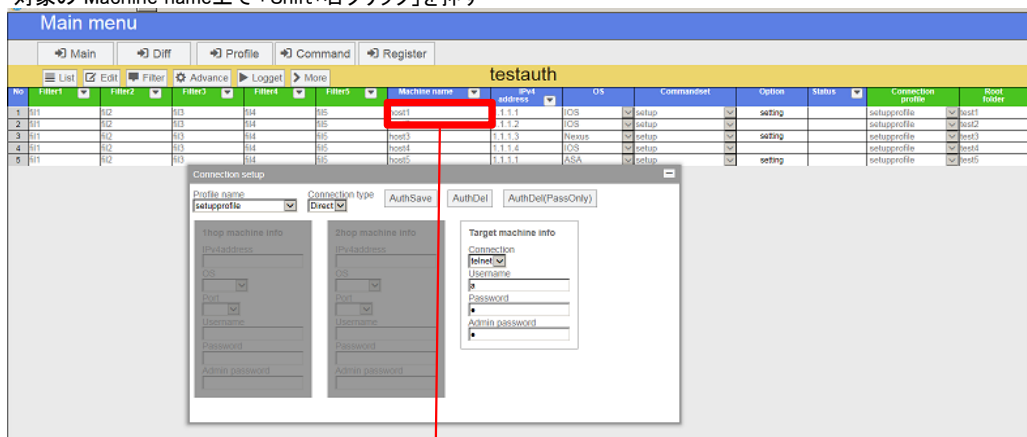 対象の Machine name上で「Shift+右クリック」を押す
Main menu
Main Diff Profile Command Register
List Edit Filter Advance Logget More testauth
No Filter1 Filter2 Filter3 Filter4 Filter5 Machine name IPv4 address OS Commandset Option Status Connection profile Root folder
1 fil1 fil2 fil3 fil4 fil5 host1 1.1.1.1 IOS setup setting setupprofile test1
2 fil1 fil2 fil3 fil4 fil5 1.1.1.2 IOS setup setting setupprofile test2
3 fil1 fil2 fil3 fil4 fil5 host3 1.1.1.3 Nexus setup setting setupprofile test3
4 fil1 fil2 fil3 fil4 fil5 host4 1.1.1.4 IOS setup setupprofile test4
5 fil1 fil2 fil3 fil4 fil5 host5 1.1.1.1 ASA setup setting setupprofile test5
Connection setup
Profile name Connection type
setupprofile Direct AuthSave AuthDel AuthDel(PassOnly)
1hop machine info
IPv4address
OS
Port
Username
Password
Admin password
2hop machine info
IPv4address
OS
Port
Username
Password
Admin password
Target machine info
Connection
telnet
Username
a
Password
Admin password